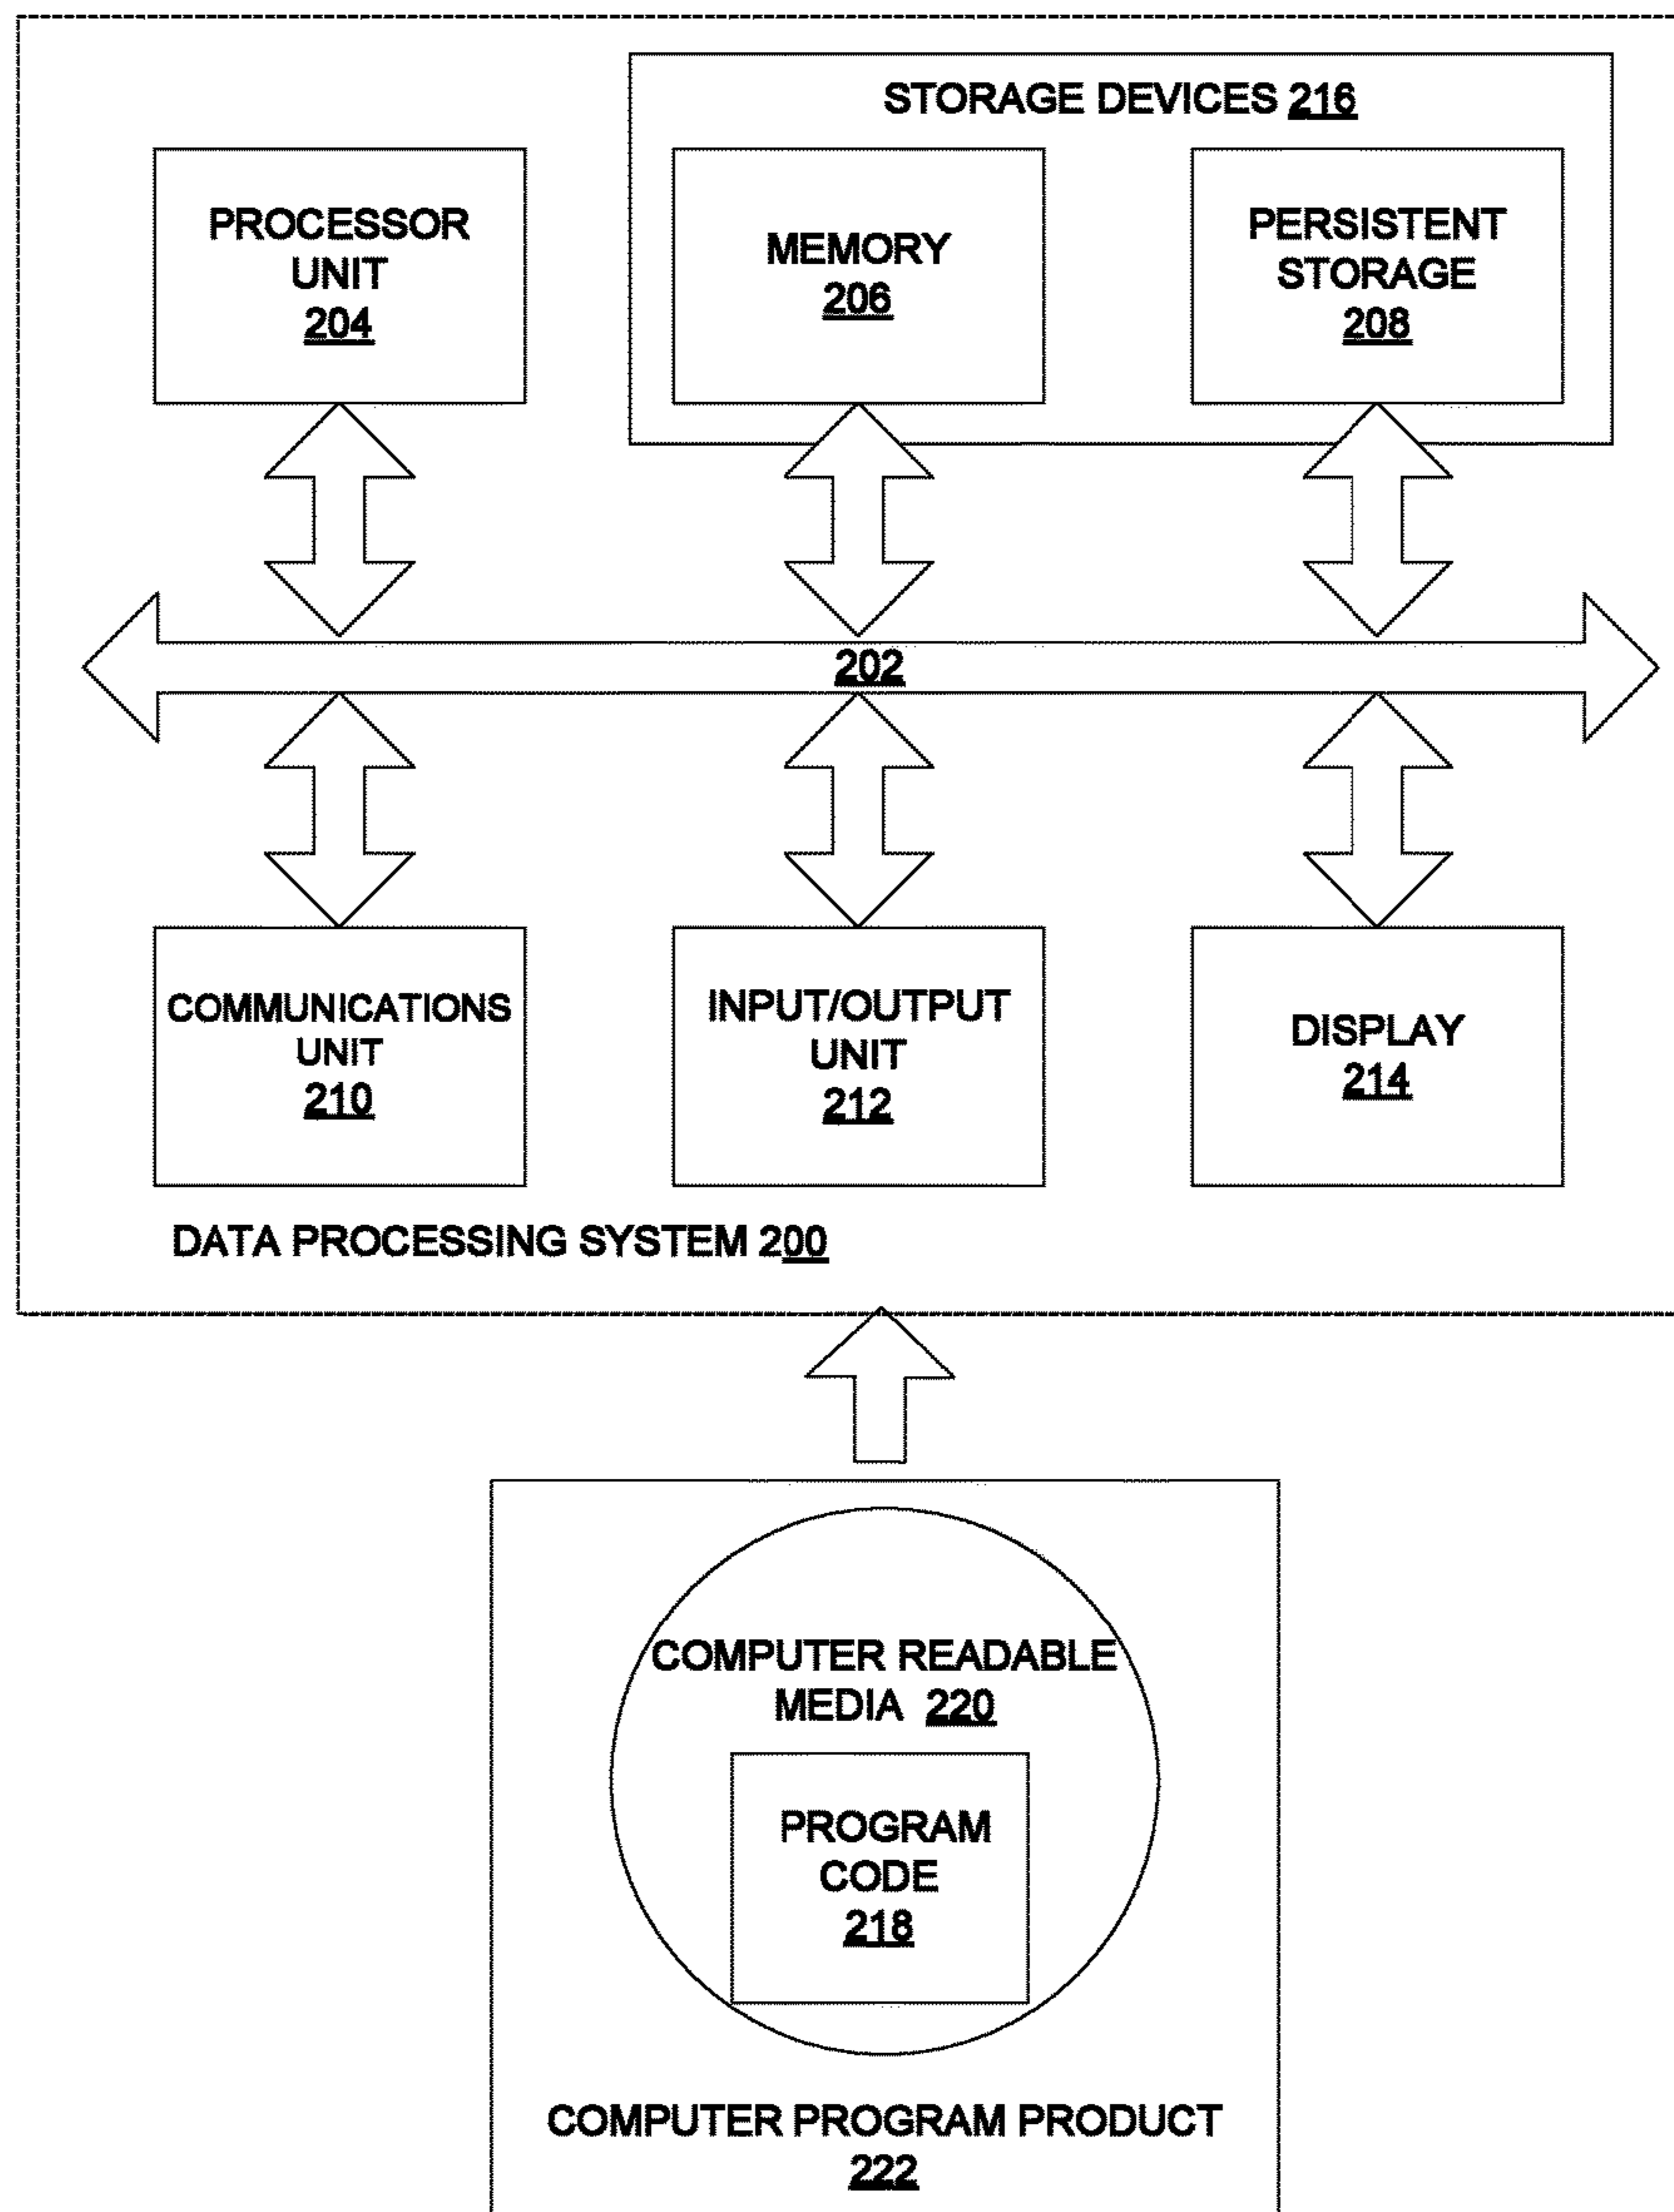 STORAGE DEVICES 216
PROCESSOR
UNIT
204
MEMORY
206
PERSISTENT
STORAGE
208
202
COMMUNICATIONS
UNIT
210
INPUT/OUTPUT
UNIT
212
DISPLAY
214
DATA PROCESSING SYSTEM 200
COMPUTER READABLE
MEDIA 220
PROGRAM
CODE
218
COMPUTER PROGRAM PRODUCT
222